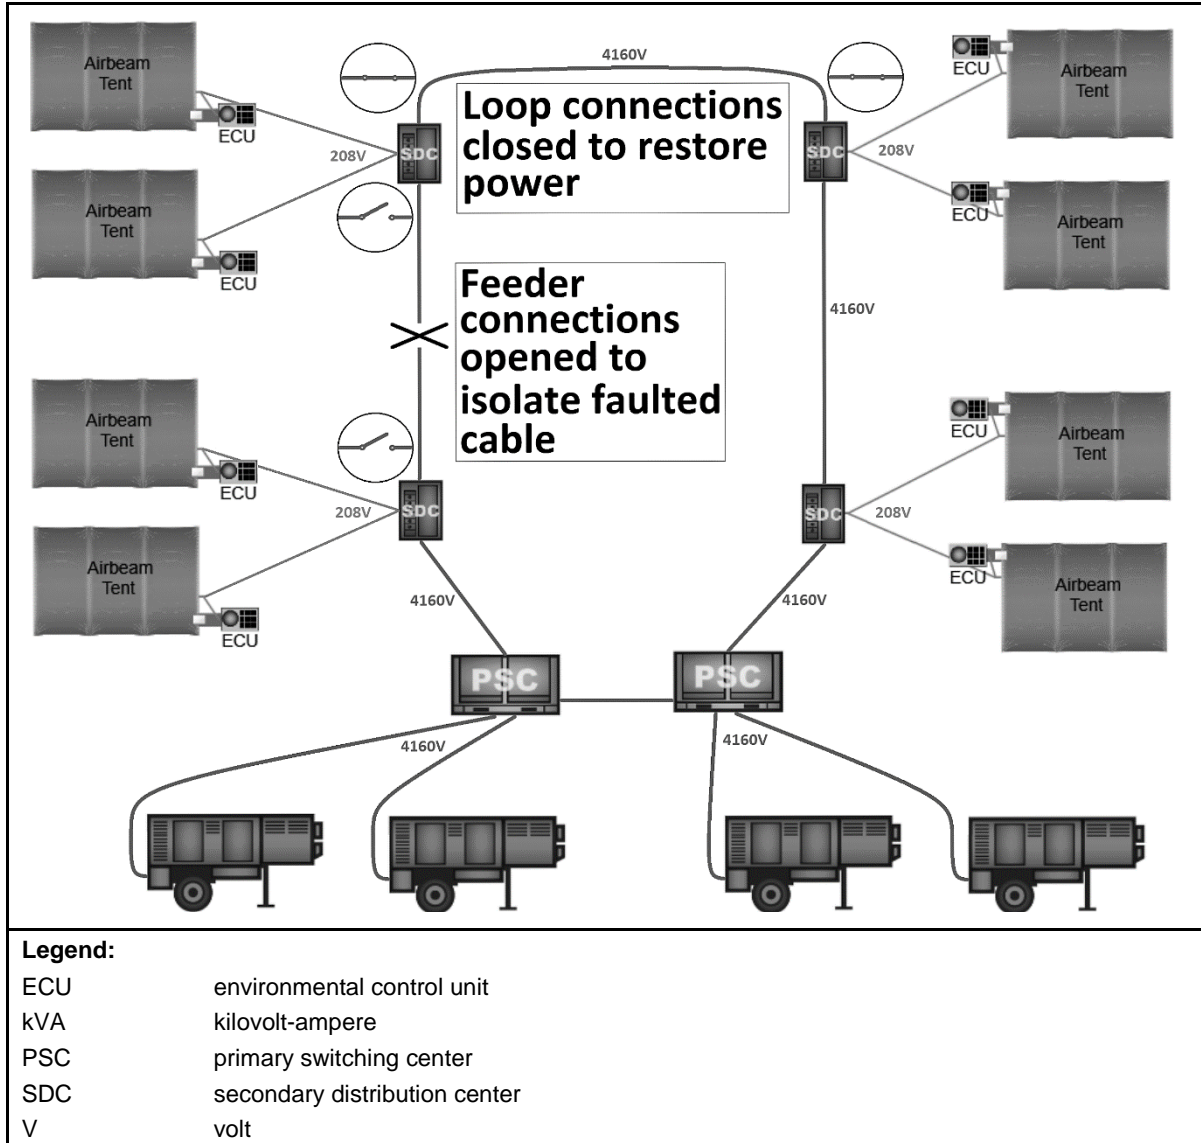 4160V
Airbeam
Tent
ECU
208V
SDC
Loop connections
closed to restore
power
SDC
208V
ECU
Airbeam
Tent
Airbeam
Tent
ECU
ECU
Airbeam
Tent
Feeder
connections
opened to
isolate faulted
cable
4160V
Airbeam
Tent
ECU
208V
SDC
SDC
208V
ECU
Airbeam
Tent
Airbeam
Tent
ECU
ECU
Airbeam
Tent
4160V
4160V
PSC
PSC
4160V
4160V
Legend:
ECU environmental control unit
kVA kilovolt-ampere
PSC primary switching center
SDC secondary distribution center
V volt